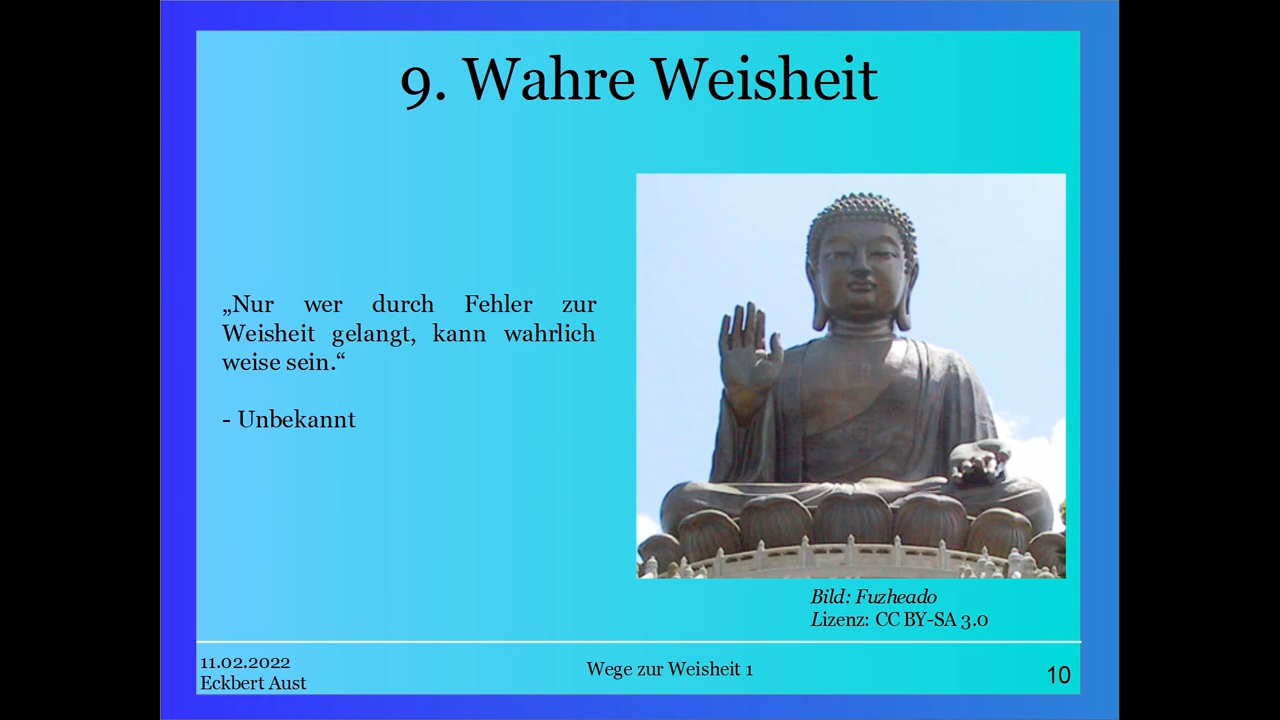 9. Wahre Weisheit
„Nur wer durch Fehler zur
Weisheit gelangt, kann wahrlich
weise sein.“
- Unbekannt
Bild: Fuzheado
Lizenz: CC BY-SA 3.0
11.02.2022
Eckbert Aust
Wege zur Weisheit 1
10